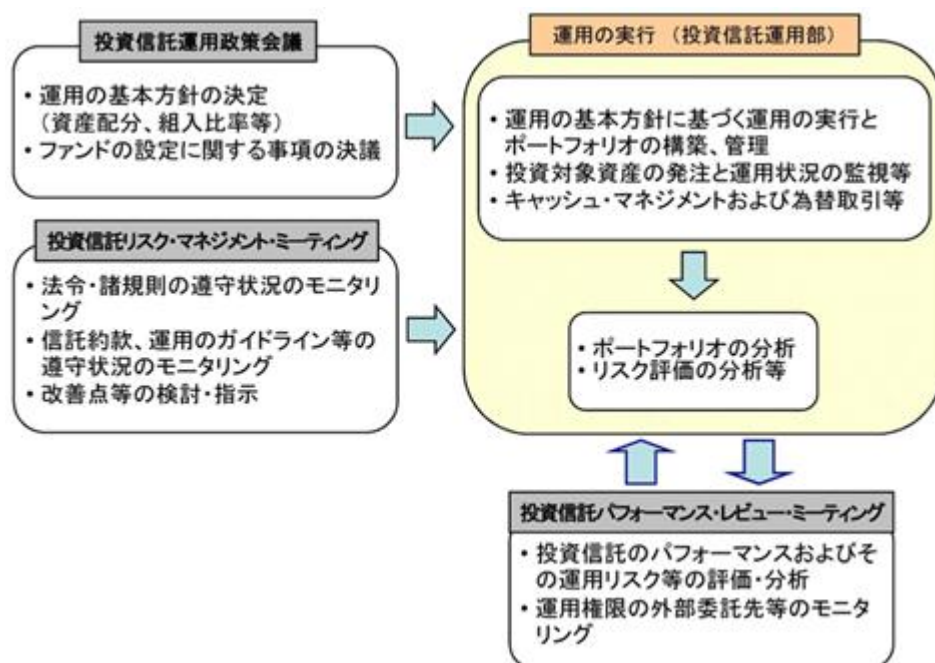 投資信託運用政策会議
・運用の基本方針の決定
（資産配分、組入比率等）
・ファンドの設定に関する事項の決議
投資信託リスク・マネジメント・ミーティング
・法令・諸規則の遵守状況のモニタリ
ング
・信託約款、運用のガイドライン等の
遵守状況のモニタリング
・改善点等の検討・指示
運用の実行　（投資信託運用部）
・運用の基本方針に基づく運用の実行と
ポートフォリオの構築、管理
・投資対象資産の発注と運用状況の監視等
・キャッシュ・マネジメントおよび為替取引等
・ポートフォリオの分析
・リスク評価の分析等
投資信託パフォーマンス・レビュー・ミーティング
・投資信託のパフォーマンスおよびそ
の運用リスク等の評価・分析
・運用権限の外部委託先等のモニタ
リング